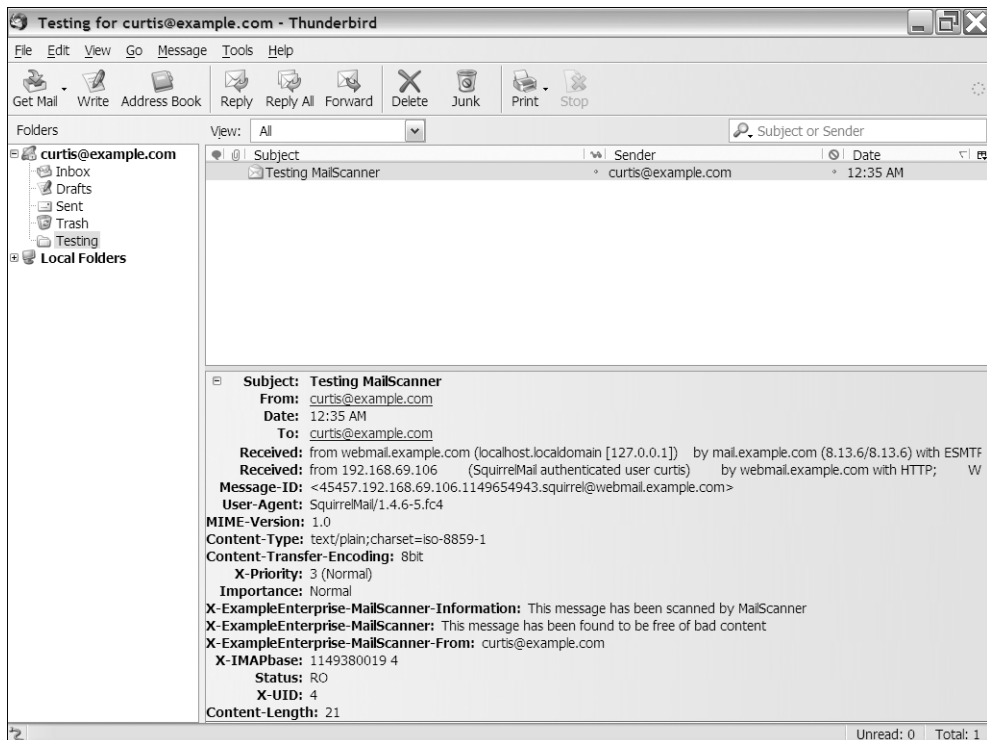 Testing for curtis@example.com - Thunderbird
File Edit View Go Message Tools Help
Get Mail Write Address Book Reply Reply All Forward Delete Junk Print Stop
Folders
View: All
Subject or Sender
curtis@example.com
Inbox
Drafts
Sent
Trash
Testing
Local Folders
Subject Sender Date
Testing MailScanner curtis@example.com 12:35 AM
Subject: Testing MailScanner
From: curtis@example.com
Date: 12:35 AM
To: curtis@example.com
Received: from webmail.example.com (localhost.localdomain [127.0.0.1]) by mail.example.com (8.13.6/8.13.6) with ESMTP
Received: from 192.168.69.106 (SquirrelMail authenticated user curtis) by webmail.example.com with HTTP; W
Message-ID: <45457.192.168.69.106.1149654943.squirrel@webmail.example.com>
User-Agent: SquirrelMail/1.4.6-5.fc4
MIME-Version: 1.0
Content-Type: text/plain;charset=iso-8859-1
Content-Transfer-Encoding: 8bit
X-Priority: 3 (Normal)
Importance: Normal
X-ExampleEnterprise-MailScanner-Information: This message has been scanned by MailScanner
X-ExampleEnterprise-MailScanner: This message has been found to be free of bad content
X-ExampleEnterprise-MailScanner-From: curtis@example.com
X-IMAPbase: 1149380019 4
Status: RO
X-UID: 4
Content-Length: 21
Unread: 0 Total: 1